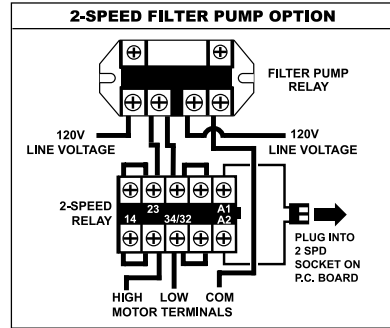 2-SPEED FILTER PUMP OPTION
FILTER PUMP
RELAY
120V
LINE VOLTAGE
120V
LINE VOLTAGE
2-SPEED
RELAY
23
A1
14
34/32
A2
PLUG INTO
2 SPD
SOCKET ON
P.C. BOARD
HIGH LOW COM
MOTOR TERMINALS